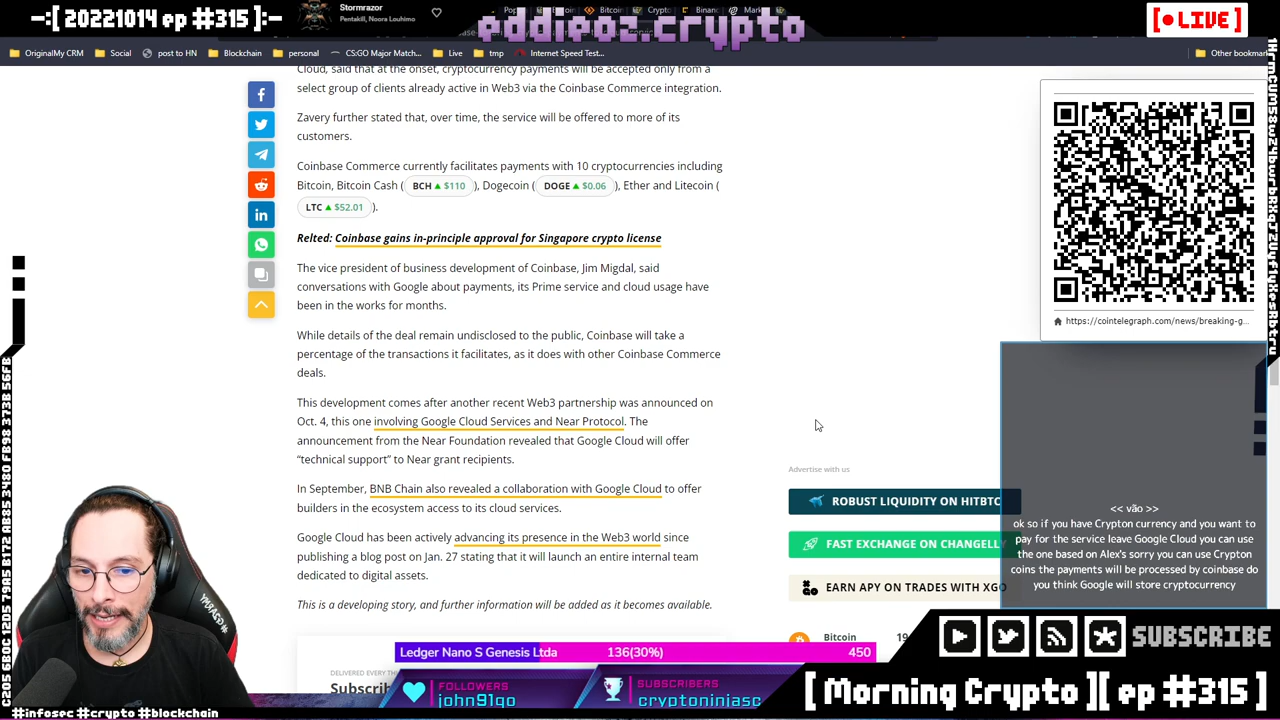 -:[ 20221014 ep #315]:-
Stormrazor
Pentakill, Noora Louhimo
Bitcoin
Crypto
eddieoz.crypto
[● LIVE]
OriginalMy CRM
Social
post to HN
Blockchain
personal
CS:GO Major Match...
Live
tmp
Internet Speed Test...
Other bookmar
Cloud, said that at the onset, cryptocurrency payments will be accepted only from a
select group of clients already active in Web3 via the Coinbase Commerce integration.
Zavery further stated that, over time, the service will be offered to more of its
customers.
Coinbase Commerce currently facilitates payments with 10 cryptocurrencies including
Bitcoin, Bitcoin Cash ( BCH ▲ $110 ), Dogecoin ( DOGE ▲ $0.06 ), Ether and Litecoin (
LTC ▲ $52.01 ).
Relted: Coinbase gains in-principle approval for Singapore crypto license
The vice president of business development of Coinbase, Jim Migdal, said
conversations with Google about payments, its Prime service and cloud usage have
been in the works for months.
While details of the deal remain undisclosed to the public, Coinbase will take a
percentage of the transactions it facilitates, as it does with other Coinbase Commerce
deals.
This development comes after another recent Web3 partnership was announced on
Oct. 4, this one involving Google Cloud Services and Near Protocol. The
announcement from the Near Foundation revealed that Google Cloud will offer
“technical support” to Near grant recipients.
In September, BNB Chain also revealed a collaboration with Google Cloud to offer
builders in the ecosystem access to its cloud services.
Google Cloud has been actively advancing its presence in the Web3 world since
publishing a blog post on Jan. 27 stating that it will launch an entire internal team
dedicated to digital assets.
This is a developing story, and further information will be added as it becomes available.
DELIVERED EVERY
Subscri
https://cointelegraph.com/news/breaking-g...
Advertise with us
ROBUST LIQUIDITY ON HITBTC
FAST EXCHANGE ON CHANGELLY
EARN APY ON TRADES WITH XGO
Bitcoin
<< vão >>
ok so if you have Crypton currency and you want to
pay for the service leave Google Cloud you can use
the one based on Alex's sorry you can use Crypton
coins the payments will be processed by coinbase do
you think Google will store cryptocurrency
Ledger Nano S Genesis Ltda
136(30%)
450
FOLLOWERS
john91go
SUBSCRIBERS
cryptoninjasc
SUBSCRIBE
[ Morning Crypto ][ ep #315 ]
#infosec #crypto #blockchain